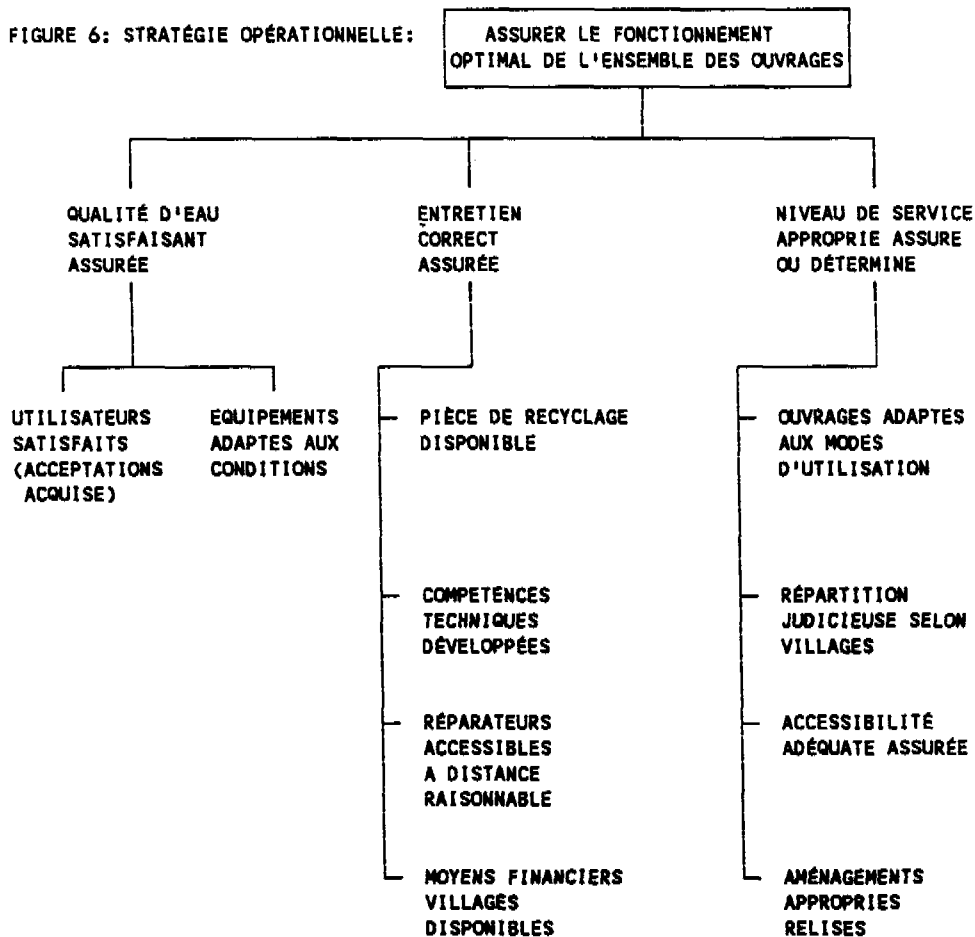 FIGURE 6: STRATÉGIE OPÉRATIONNELLE:
ASSURER LE FONCTIONNEMENT
OPTIMAL DE L'ENSEMBLE DES OUVRAGES
QUALITÉ D'EAU
SATISFAISANT
ASSURÉE
ENTRETIEN
CORRECT
ASSURÉE
NIVEAU DE SERVICE
APPROPRIE ASSURE
OU DÉTERMINE
UTILISATEURS
SATISFAITS
(ACCEPTATIONS
ACQUISE)
EQUIPEMENTS
ADAPTES AUX
CONDITIONS
PIÈCE DE RECYCLAGE
DISPONIBLE
COMPETENCES
TECHNIQUES
DÉVELOPPÉES
RÉPARATEURS
ACCESSIBLES
A DISTANCE
RAISONNABLE
MOYENS FINANCIERS
VILLAGES
DISPONIBLES
OUVRAGES ADAPTES
AUX MODES
D'UTILISATION
RÉPARTITION
JUDICIEUSE SELON
VILLAGES
ACCESSIBILITÉ
ADÉQUATE ASSURÉE
AMÉNAGEMENTS
APPROPRIES
RELISES